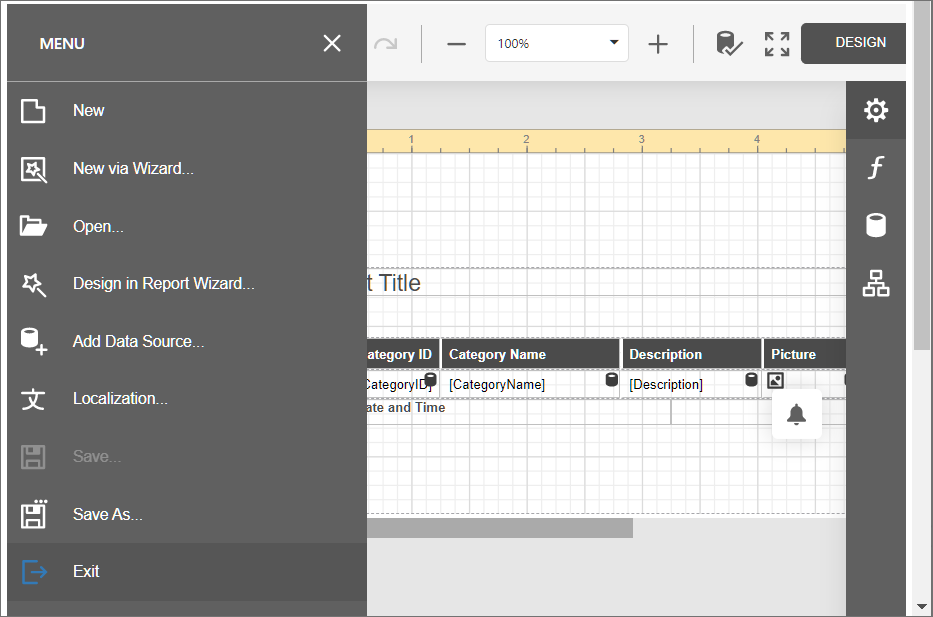 MENU
100%
DESIGN
New
New via Wizard...
Open...
Design in Report Wizard...
Add Data Source...
Localization...
Save...
Save As...
Exit
1 2 3 4
t Title
ategory ID Category Name Description Picture
CategoryID] [CategoryName] [Description]
ate and Time
f